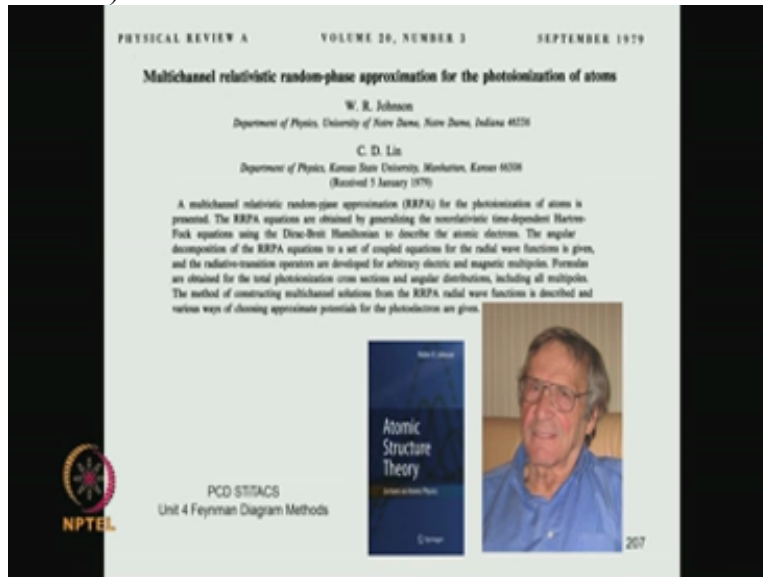 PHYSICAL REVIEW A VOLUME 20, NUMBER 3 SEPTEMBER 1979
Multichannel relativistic random-phase approximation for the photoionization of atoms
W. R. Johnson
Department of Physics, University of Notre Dame, Notre Dame, Indiana 46556
C. D. Lin
Department of Physics, Kansas State University, Manhattan, Kansas 66506
(Received 5 January 1979)
A multichannel relativistic random-phase approximation (RRPA) for the photoionization of atoms is
presented. The RRPA equations are obtained by generalizing the nonrelativistic time-dependent Hartree-
Fock equations using the Dirac-Breit Hamiltonian to describe the atomic electrons. The angular
decomposition of the RRPA equations to a set of coupled equations for the radial wave functions is given,
and the radiative-transition operators are developed for arbitrary electric and magnetic multipoles. Formulas
are obtained for the total photoionization cross sections and angular distributions, including all multipoles.
The method of constructing multichannel solutions from the RRPA radial wave functions is described and
various ways of choosing approximate potentials for the photoelectron are given.
Atomic
Structure
Theory
Lectures on Atomic Physics
Springer
PCD STiTACS
Unit 4 Feynman Diagram Methods
NPTEL
207